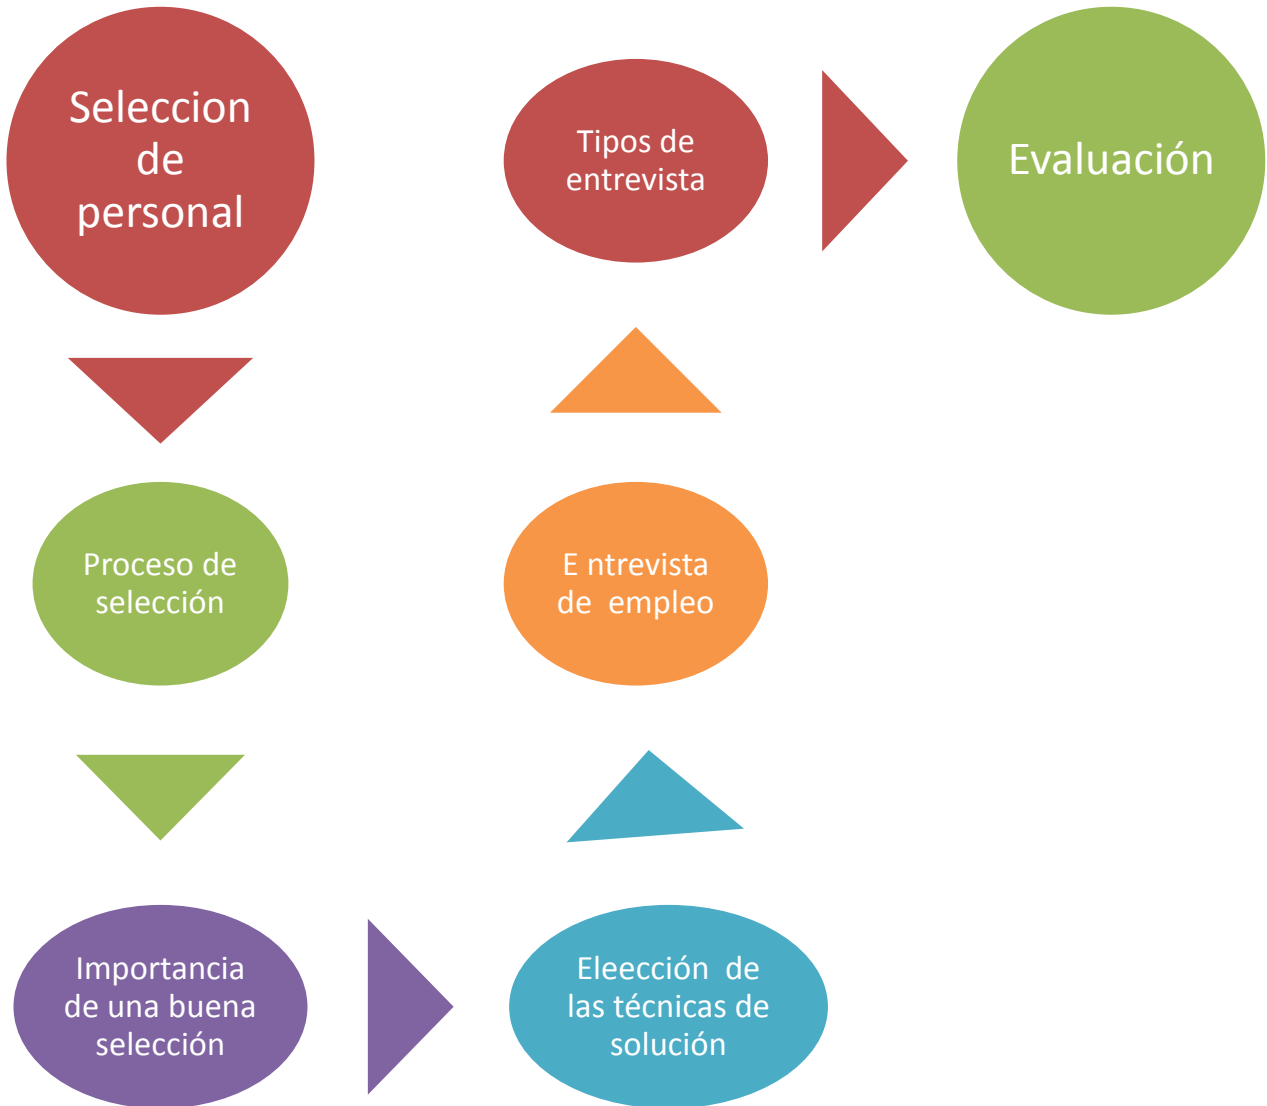 Seleccion
de
personal
Proceso de
selección
Importancia
de una buena
selección
Eleección  de
las técnicas de
solución
E ntrevista
de  empleo
Tipos de
entrevista
Evaluación